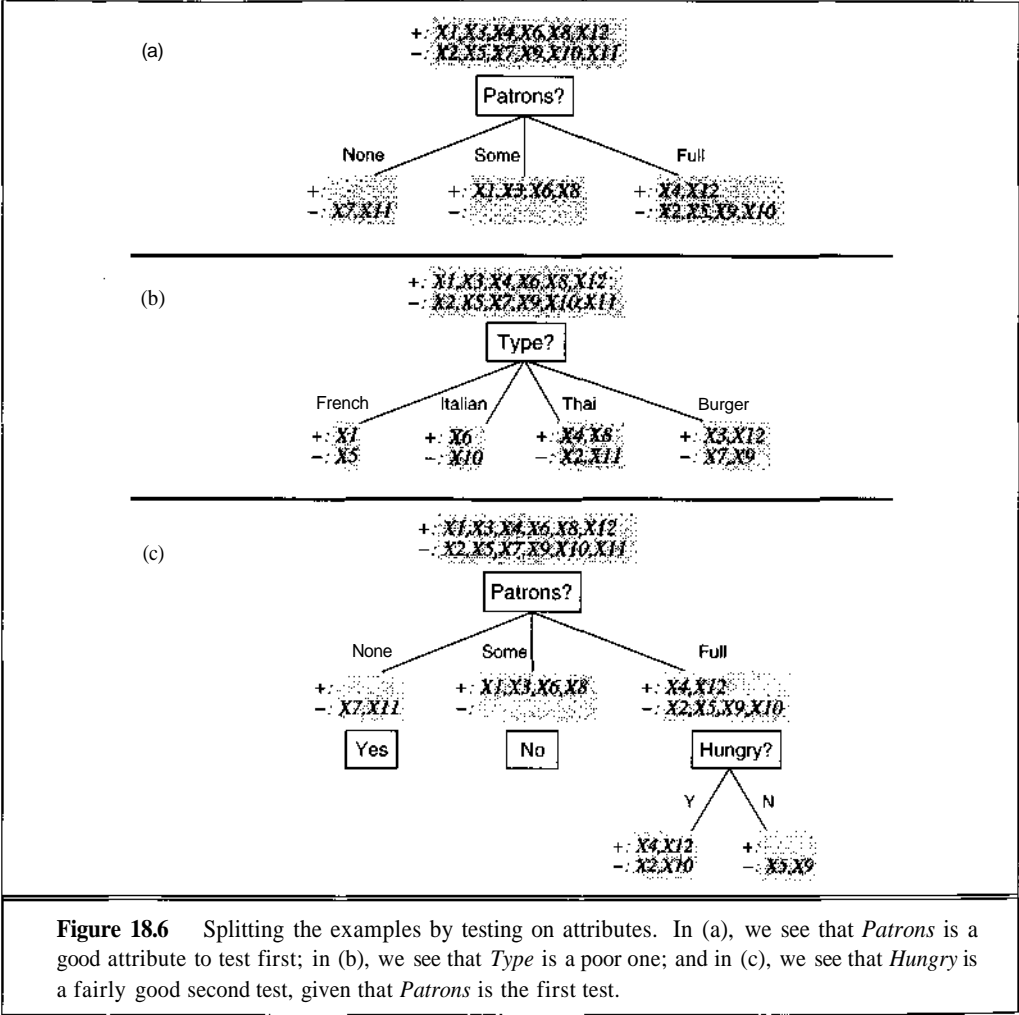 (a)
+: X1,X3,X4,X6,X8,X12
−: X2,X5,X7,X9,X10,X11
Patrons?
None Some Full
+: + X1,X3,X6,X8 +: X4,X12
−: X7,X11 −: −: X2,X5,X9,X10
(b)
+: X1,X3,X4,X6,X8,X12
−: X2,X5,X7,X9,X10,X11
Type?
French Italian Thai Burger
+: X1 +: X6 +: X4,X8 +: X3,X12
−: X5 −: X10 −: X2,X11 −: X7,X9
(c)
+: X1,X3,X4,X6,X8,X12
−: X2,X5,X7,X9,X10,X11
Patrons?
None Some Full
+: +: X1,X3,X6,X8 +: X4,X12
−: X7,X11 −: −: X2,X5,X9,X10
Yes No Hungry?
Y N
+: X4,X12 +:
−: X2,X10 −: X5,X9
Figure 18.6 Splitting the examples by testing on attributes. In (a), we see that Patrons is a
good attribute to test first; in (b), we see that Type is a poor one; and in (c), we see that Hungry is
a fairly good second test, given that Patrons is the first test.